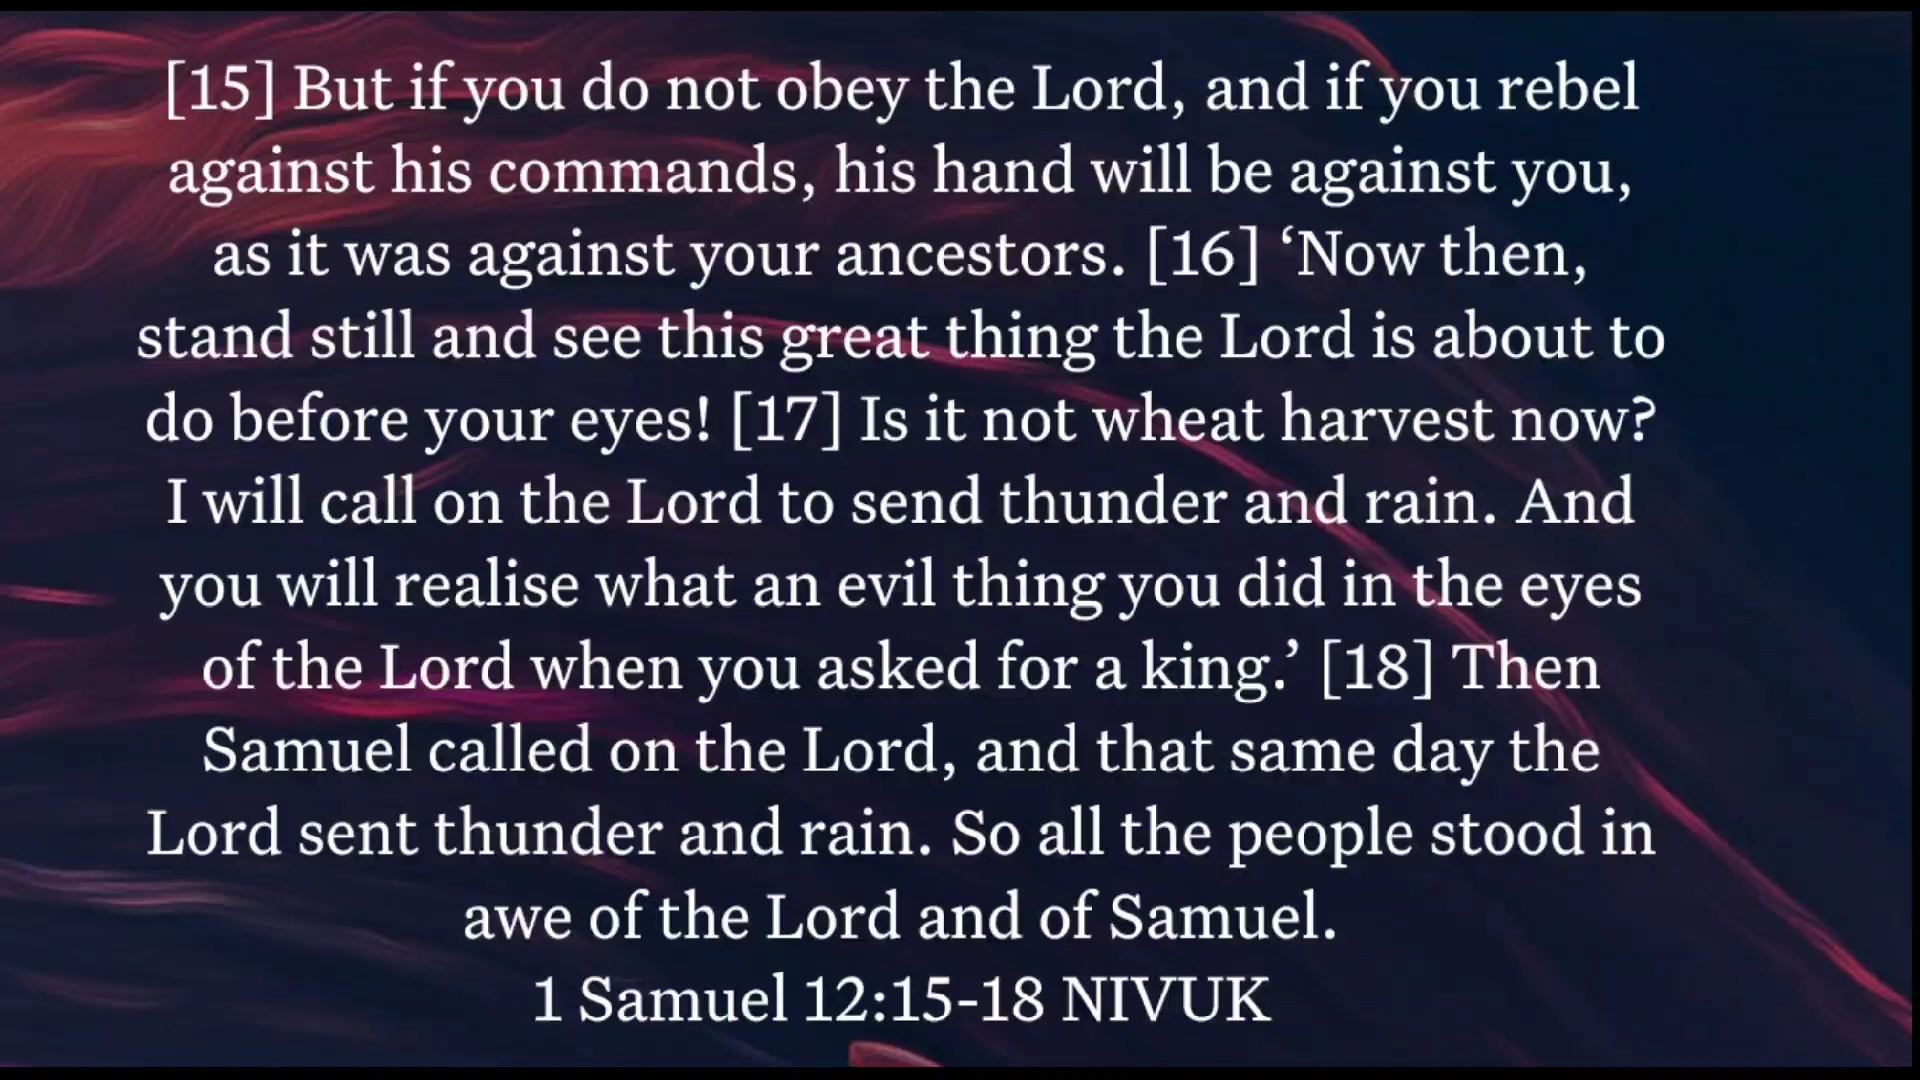 [15] But if you do not obey the Lord, and if you rebel
against his commands, his hand will be against you,
as it was against your ancestors. [16] ‘Now then,
stand still and see this great thing the Lord is about to
do before your eyes! [17] Is it not wheat harvest now?
I will call on the Lord to send thunder and rain. And
you will realise what an evil thing you did in the eyes
of the Lord when you asked for a king.’ [18] Then
Samuel called on the Lord, and that same day the
Lord sent thunder and rain. So all the people stood in
awe of the Lord and of Samuel.
1 Samuel 12:15-18 NIVUK